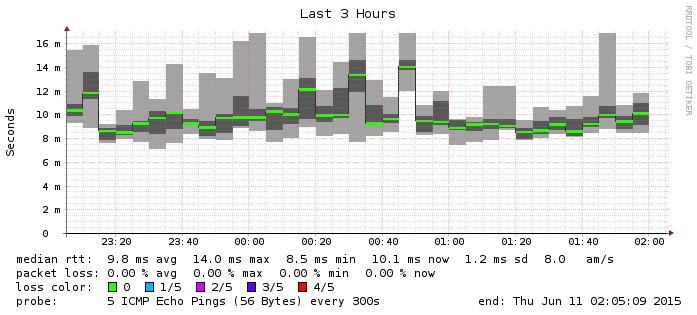 Last 3 Hours
RRDTOOL / TOBI OETIKER
Seconds
16 m
14 m
12 m
10 m
8 m
6 m
4 m
2 m
0
23:20 23:40 00:00 00:20 00:40 01:00 01:20 01:40 02:00
median rtt: 9.8 ms avg 14.0 ms max 8.5 ms min 10.1 ms now 1.2 ms sd 8.0 am/s
packet loss: 0.00 % avg 0.00 % max 0.00 % min 0.00 % now
loss color: 0 1/5 2/5 3/5 4/5
probe: 5 ICMP Echo Pings (56 Bytes) every 300s end: Thu Jun 11 02:05:09 2015